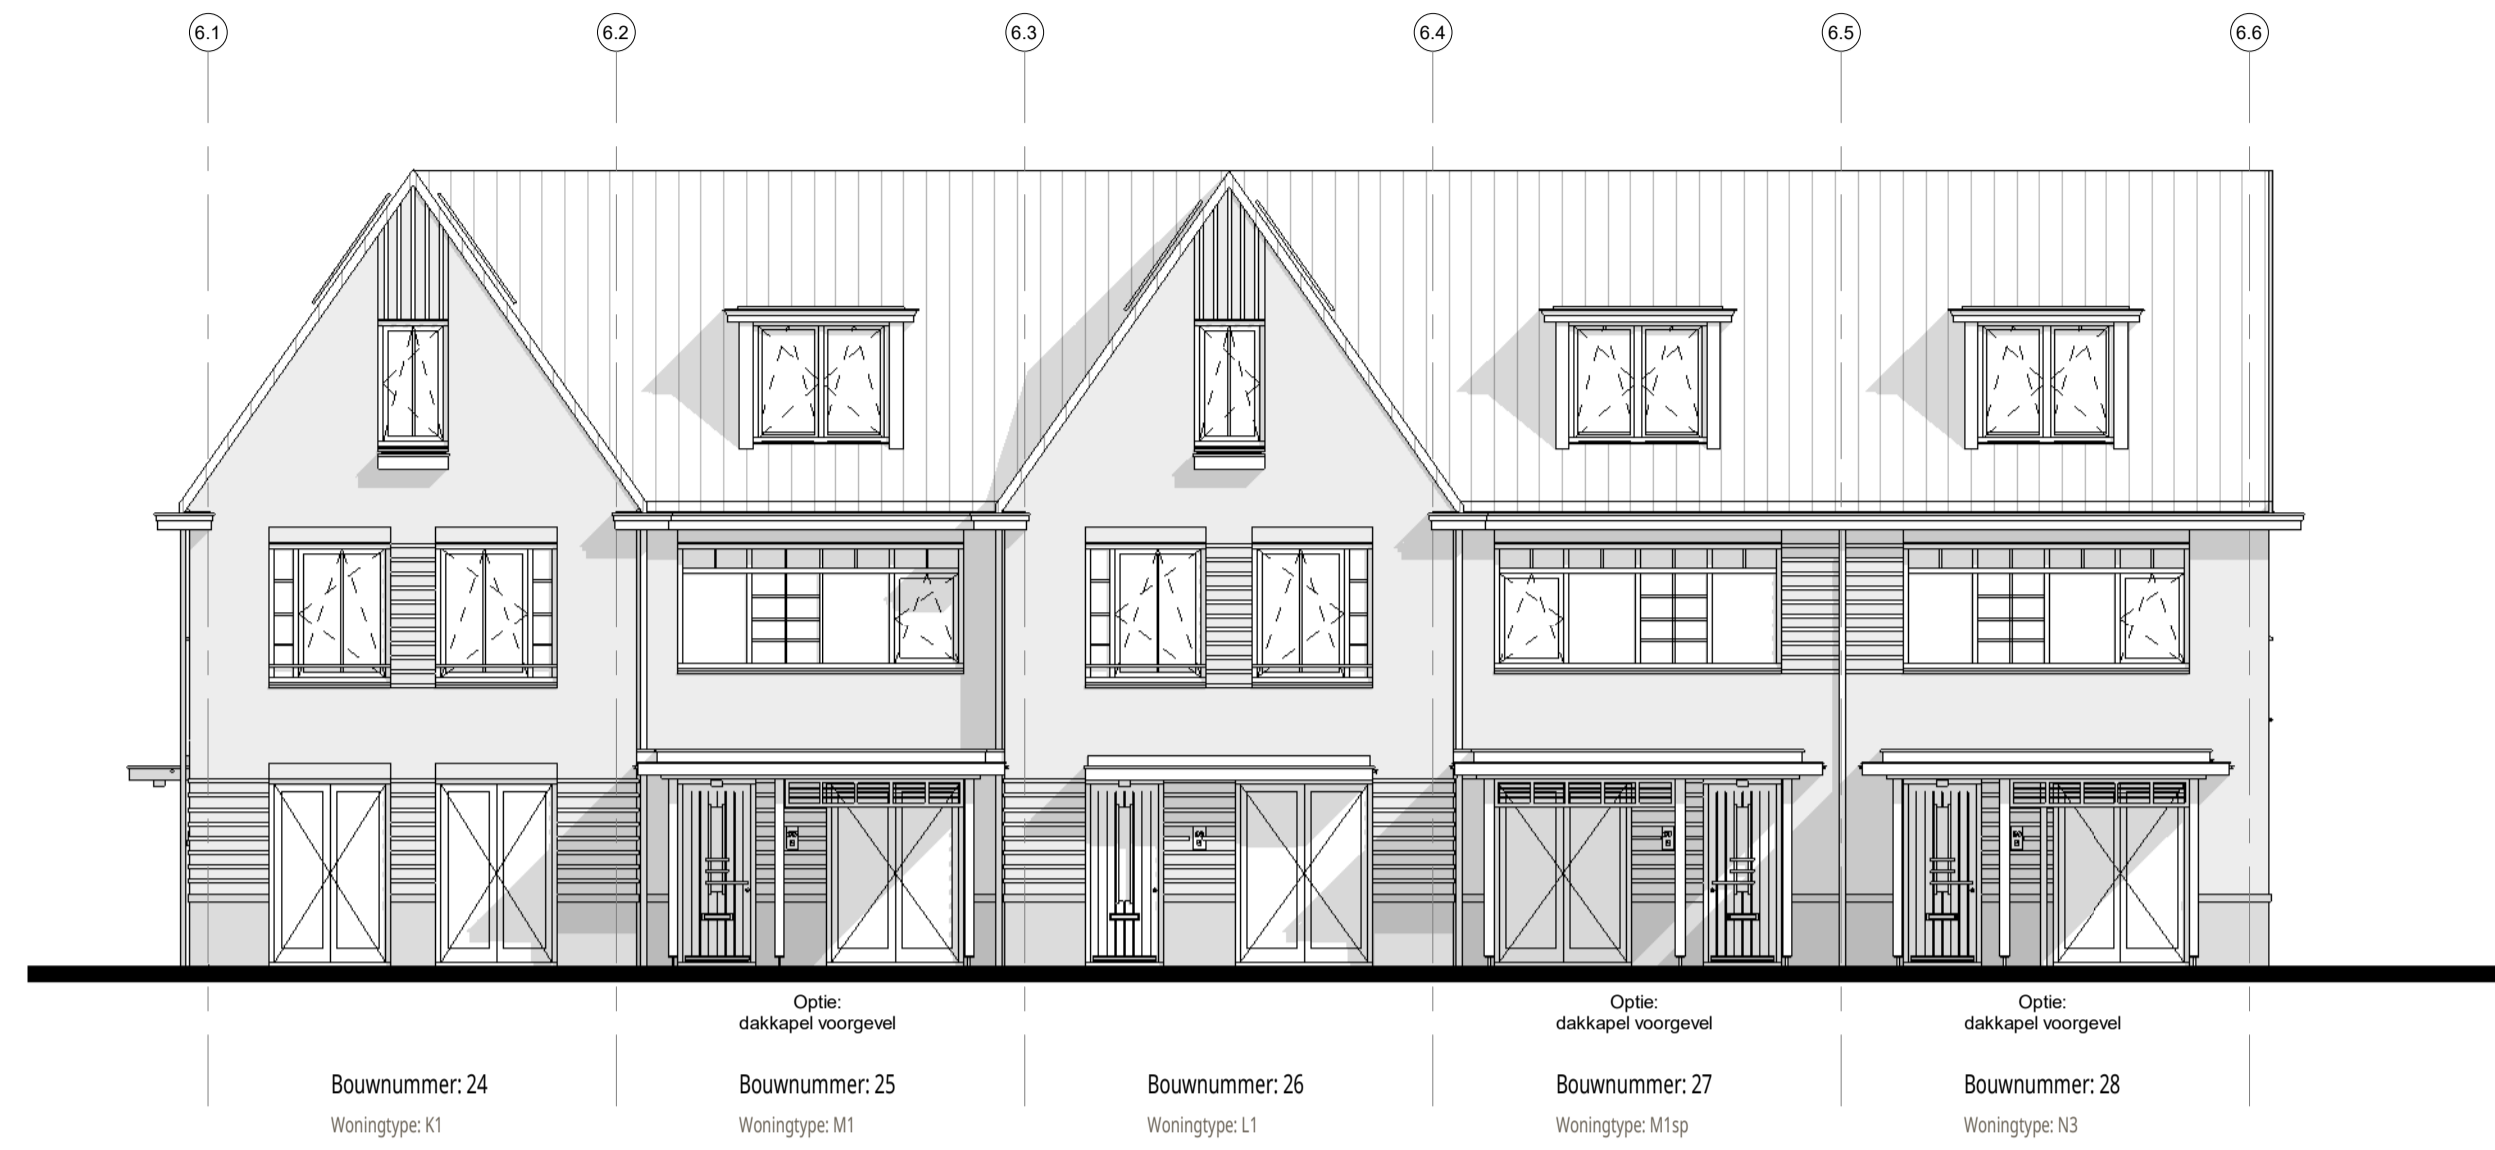 6.1 6.2 6.3 6.4 6.5 6.6
Optie: Optie: Optie:
dakkapel voorgevel dakkapel voorgevel dakkapel voorgevel
Bouwnummer: 24 Bouwnummer: 25 Bouwnummer: 26 Bouwnummer: 27 Bouwnummer: 28
Woningtype: K1 Woningtype: M1 Woningtype: L1 Woningtype: M1sp Woningtype: N3